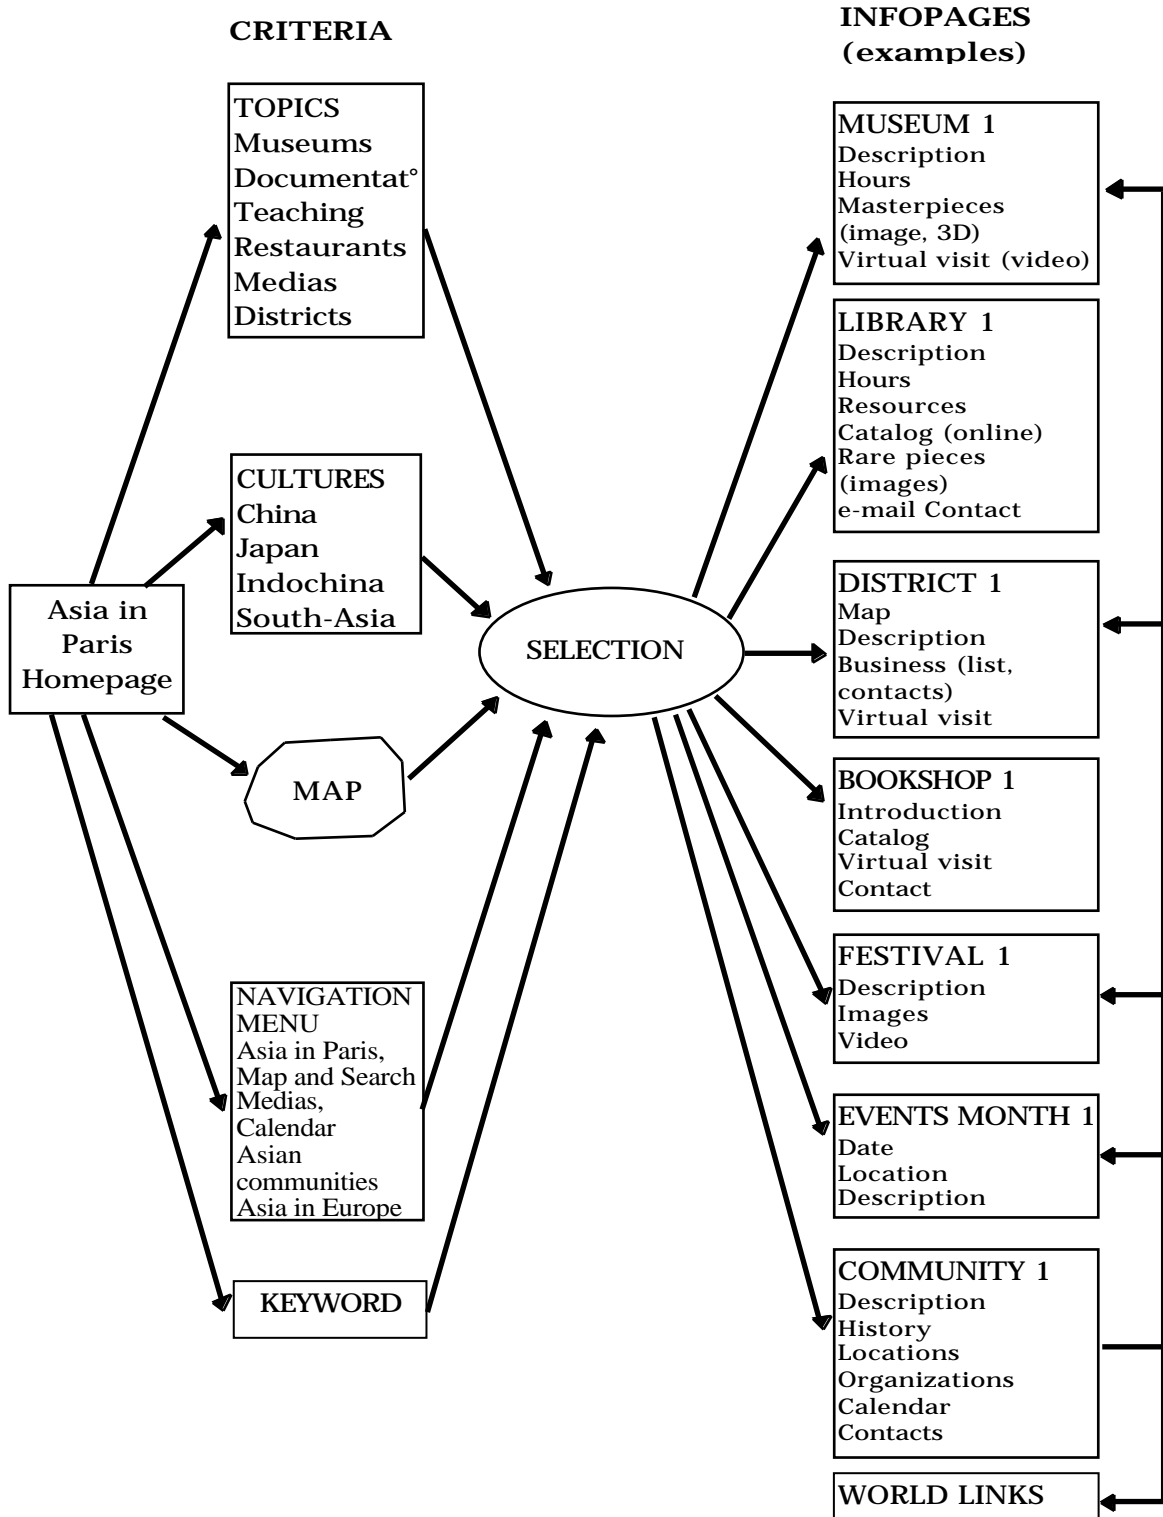 CRITERIA
INFOPAGES
(examples)
TOPICS
Museums
Documentat°
Teaching
Restaurants
Medias
Districts
CULTURES
China
Japan
Indochina
South-Asia
Asia in
Paris
Homepage
MAP
NAVIGATION
MENU
Asia in Paris,
Map and Search
Medias,
Calendar
Asian
communities
Asia in Europe
KEYWORD
SELECTION
MUSEUM 1
Description
Hours
Masterpieces
(image, 3D)
Virtual visit (video)
LIBRARY 1
Description
Hours
Resources
Catalog (online)
Rare pieces
(images)
e-mail Contact
DISTRICT 1
Map
Description
Business (list,
contacts)
Virtual visit
BOOKSHOP 1
Introduction
Catalog
Virtual visit
Contact
FESTIVAL 1
Description
Images
Video
EVENTS MONTH 1
Date
Location
Description
COMMUNITY 1
Description
History
Locations
Organizations
Calendar
Contacts
WORLD LINKS